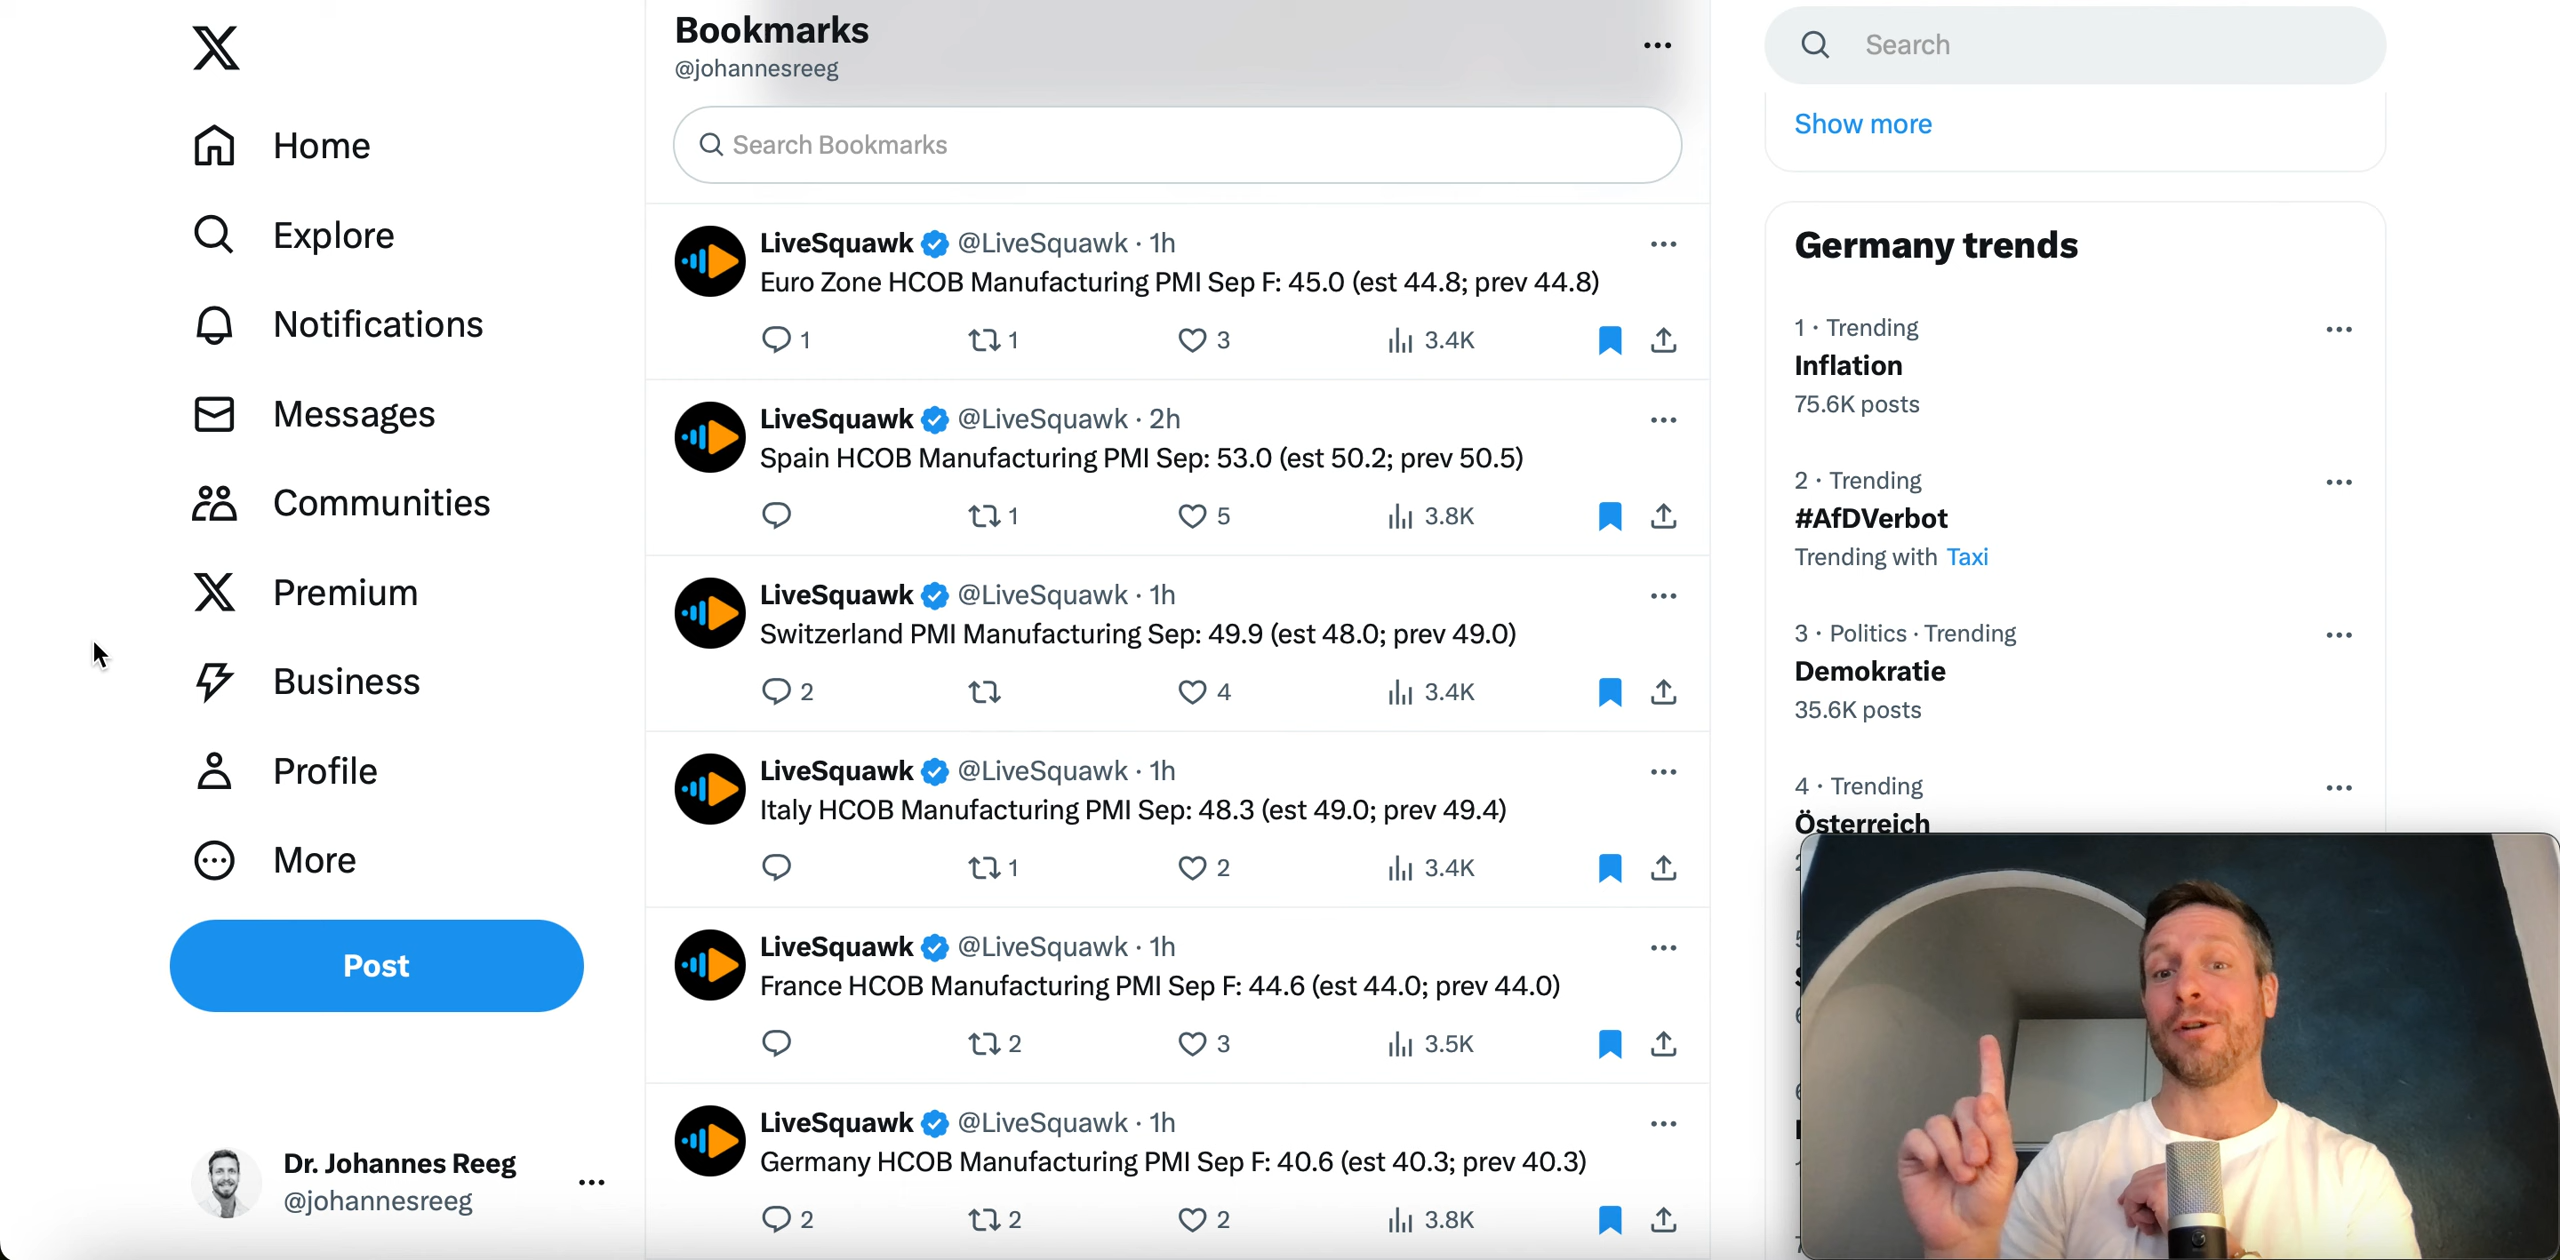 Bookmarks
@johannesreeg
Search Bookmarks
Home
Explore
Notifications
Messages
Communities
Premium
Business
Profile
More
Post
Dr. Johannes Reeg
@johannesreeg
LiveSquawk @LiveSquawk · 1h
Euro Zone HCOB Manufacturing PMI Sep F: 45.0 (est 44.8; prev 44.8)
1 1 3 3.4K
LiveSquawk @LiveSquawk · 2h
Spain HCOB Manufacturing PMI Sep: 53.0 (est 50.2; prev 50.5)
1 5 3.8K
LiveSquawk @LiveSquawk · 1h
Switzerland PMI Manufacturing Sep: 49.9 (est 48.0; prev 49.0)
2 4 3.4K
LiveSquawk @LiveSquawk · 1h
Italy HCOB Manufacturing PMI Sep: 48.3 (est 49.0; prev 49.4)
1 2 3.4K
LiveSquawk @LiveSquawk · 1h
France HCOB Manufacturing PMI Sep F: 44.6 (est 44.0; prev 44.0)
2 3 3.5K
LiveSquawk @LiveSquawk · 1h
Germany HCOB Manufacturing PMI Sep F: 40.6 (est 40.3; prev 40.3)
2 2 2 3.8K
Search
Show more
Germany trends
1 · Trending
Inflation
75.6K posts
2 · Trending
#AfDVerbot
Trending with Taxi
3 · Politics · Trending
Demokratie
35.6K posts
4 · Trending
Österreich